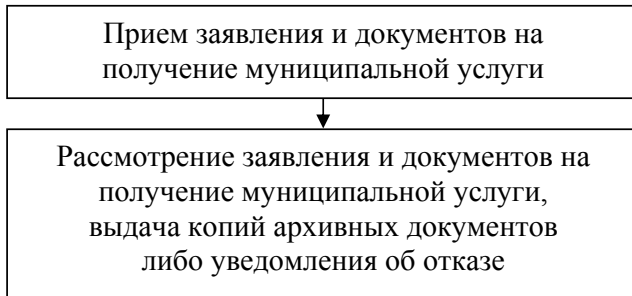 Прием заявления и документов на
получение муниципальной услуги
Рассмотрение заявления и документов на
получение муниципальной услуги,
выдача копий архивных документов
либо уведомления об отказе